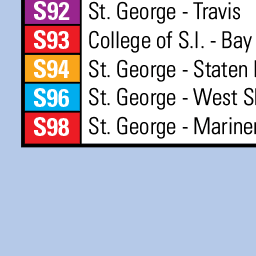 S92 St. George - Travis
S93 College of S.I. - Bay
S94 St. George - Staten
S96 St. George - West
S98 St. George -